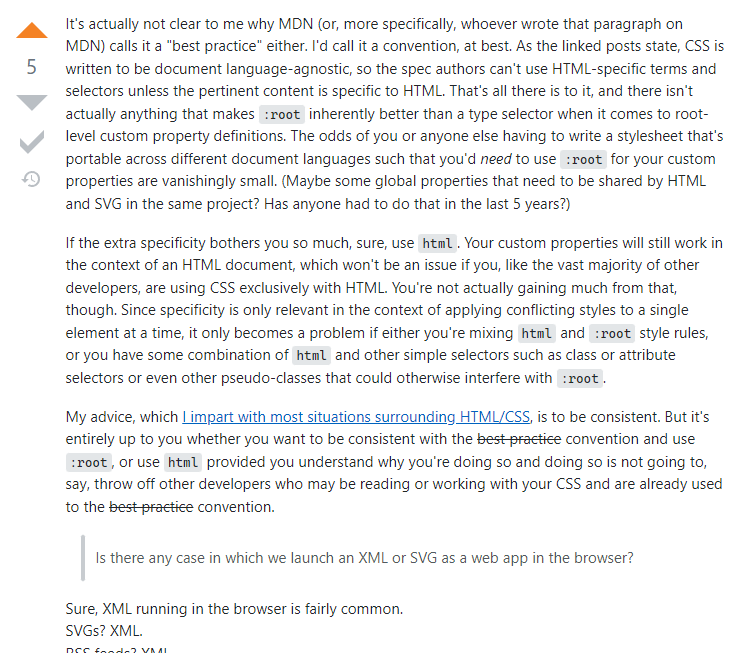 It's actually not clear to me why MDN (or, more specifically, whoever wrote that paragraph on
MDN) calls it a "best practice" either. I'd call it a convention, at best. As the linked posts state, CSS is
5
written to be document language-agnostic, so the spec authors can't use HTML-specific terms and
selectors unless the pertinent content is specific to HTML. That's all there is to it, and there isn't
actually anything that makes :root inherently better than a type selector when it comes to root-
level custom property definitions. The odds of you or anyone else having to write a stylesheet that's
portable across different document languages such that you'd need to use :root for your custom
properties are vanishingly small. (Maybe some global properties that need to be shared by HTML
and SVG in the same project? Has anyone had to do that in the last 5 years?)
If the extra specificity bothers you so much, sure, use html. Your custom properties will still work in
the context of an HTML document, which won't be an issue if you, like the vast majority of other
developers, are using CSS exclusively with HTML. You're not actually gaining much from that,
though. Since specificity is only relevant in the context of applying conflicting styles to a single
element at a time, it only becomes a problem if either you're mixing html and :root style rules,
or you have some combination of html and other simple selectors such as class or attribute
selectors or even other pseudo-classes that could otherwise interfere with :root.
My advice, which I impart with most situations surrounding HTML/CSS, is to be consistent. But it's
entirely up to you whether you want to be consistent with the best practice convention and use
:root, or use html provided you understand why you're doing so and doing so is not going to,
say, throw off other developers who may be reading or working with your CSS and are already used
to the best practice convention.
Is there any case in which we launch an XML or SVG as a web app in the browser?
Sure, XML running in the browser is fairly common.
SVGs? XML.
RSS feeds? XML